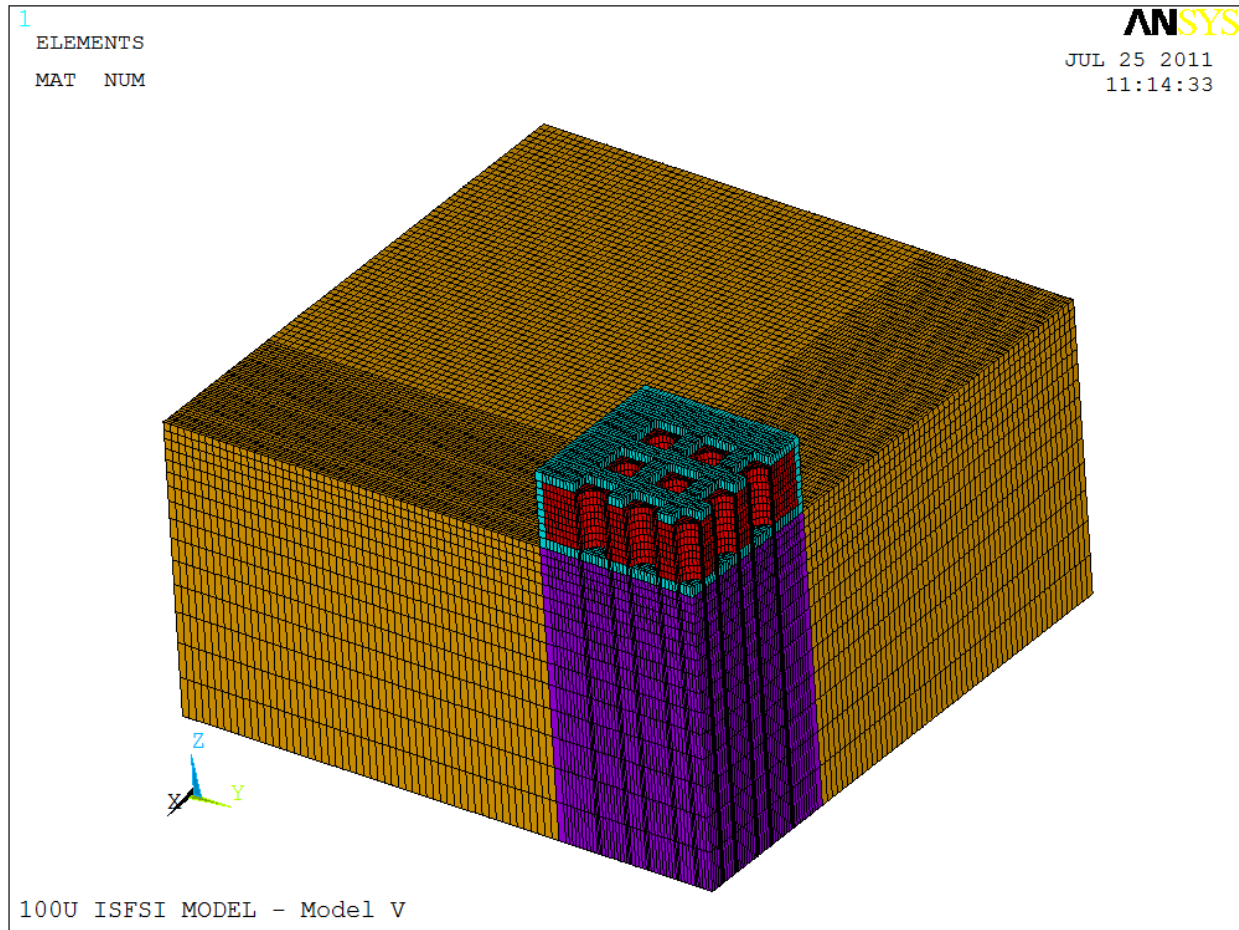 1
ELEMENTS
MAT NUM
ANSYS
JUL 25 2011
11:14:33
Z
X
Y
100U ISFSI MODEL - Model V